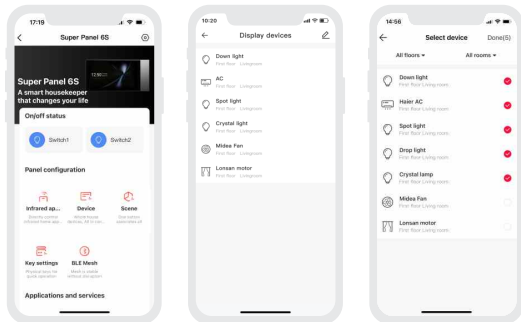 17:19
Super Panel 6S
Super Panel 6S
A smart housekeeper
that changes your life
On/off status
Switch1
Switch2
Panel configuration
Infrared ap...
Device
Scene
Key settings
BLE Mesh
Physical keys for
quick operation
Applications and services
10:20
Display devices
Down light
First floor Livingroom
AC
First floor Livingroom
Spot light
First floor Livingroom
Crystal light
First floor Livingroom
Midea Fan
First floor Livingroom
Lonsan motor
First floor Livingroom
14:56
Select device
Done(5)
All floors
All rooms
Down light
First floor Living room
Haier AC
First floor Living room
Spot light
First floor Living room
Drop light
First floor Living room
Crystal lamp
First floor Living room
Midea Fan
First floor Living room
Lonsan motor
First floor Living room